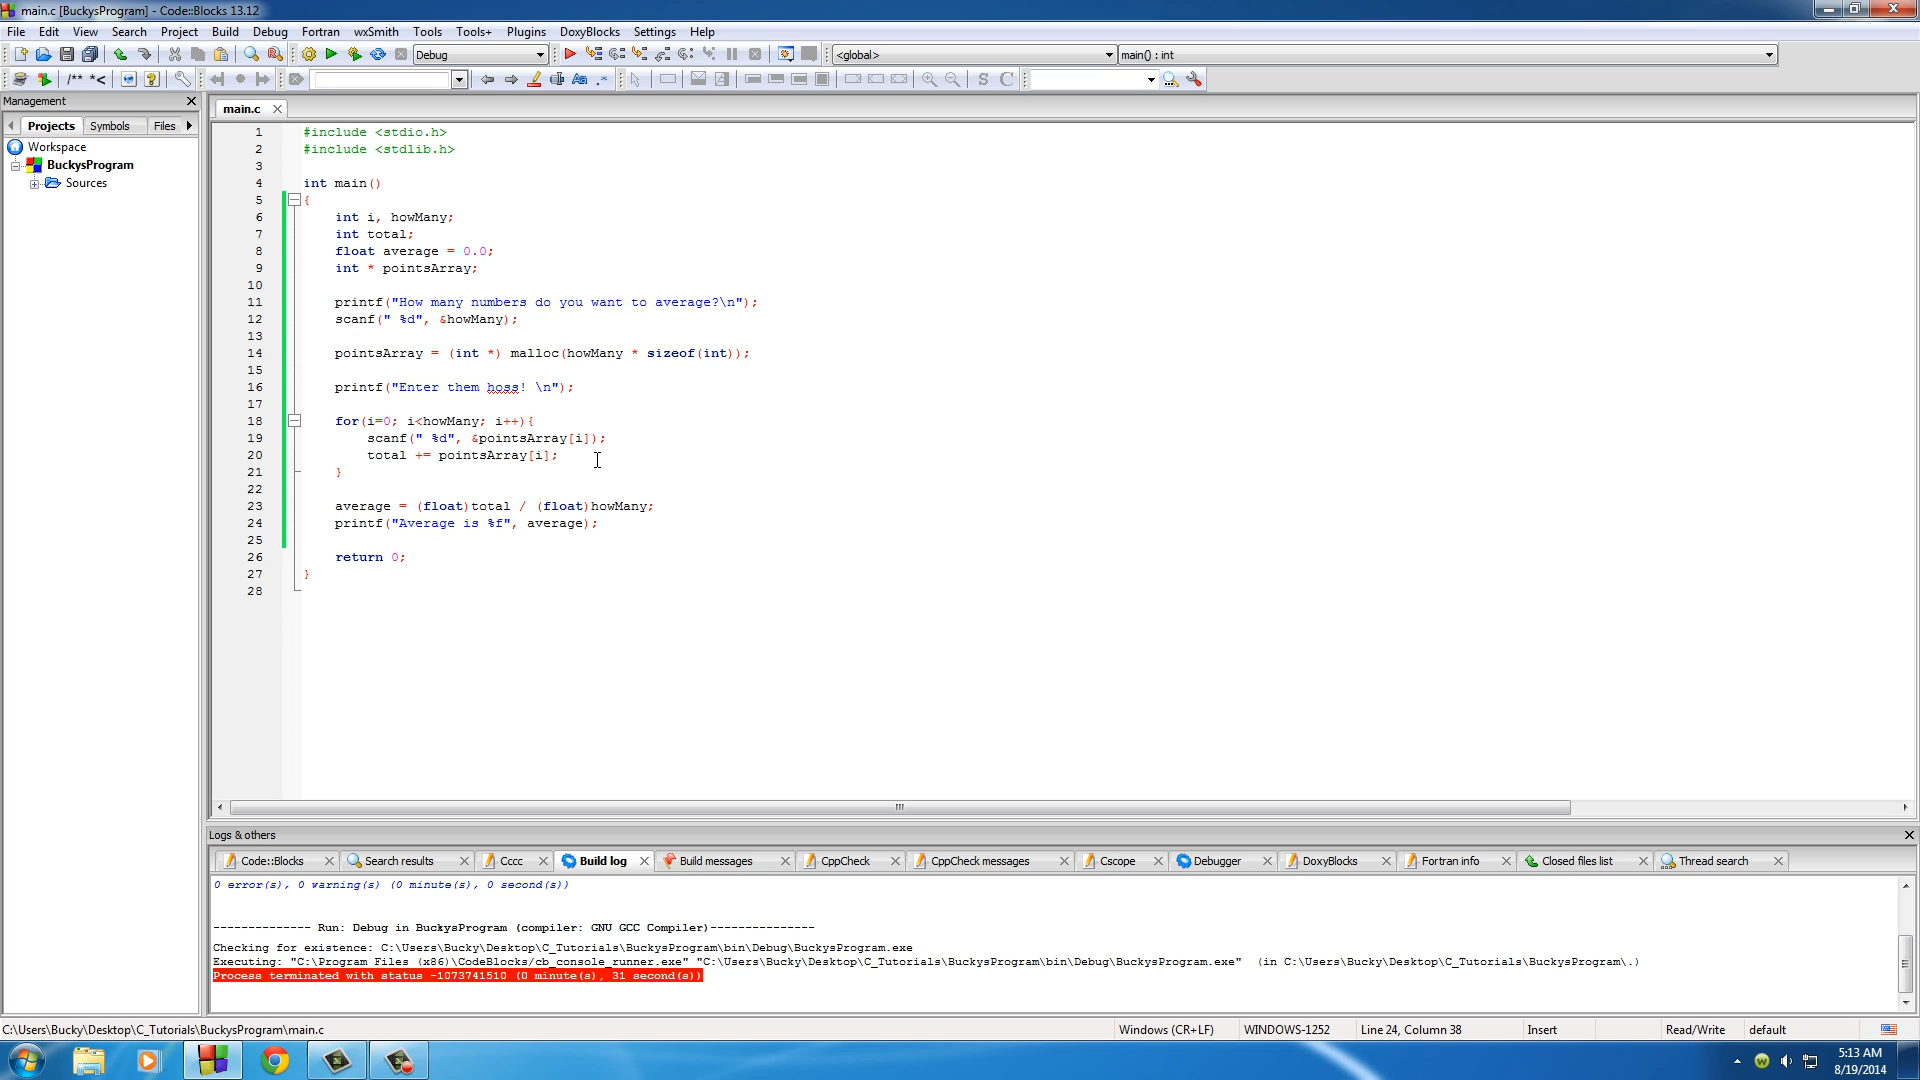 main.c [BuckysProgram] - Code::Blocks 13.12
File Edit View Search Project Build Debug Fortran wxSmith Tools Tools+ Plugins DoxyBlocks Settings Help
Debug <global> main() : int
/** *<
Management
Projects Symbols Files
main.c
Workspace
BuckysProgram
Sources
1 #include <stdio.h>
2 #include <stdlib.h>
3
4 int main()
5 {
6 int i, howMany;
7 int total;
8 float average = 0.0;
9 int * pointsArray;
10
11 printf("How many numbers do you want to average?\n");
12 scanf(" %d", &howMany);
13
14 pointsArray = (int *) malloc(howMany * sizeof(int));
15
16 printf("Enter them hoss! \n");
17
18 for(i=0; i<howMany; i++){
19 scanf(" %d", &pointsArray[i]);
20 total += pointsArray[i];
21 }
22
23 average = (float)total / (float)howMany;
24 printf("Average is %f", average);
25
26 return 0;
27 }
28
Logs & others
Code::Blocks Search results Cccc Build log Build messages CppCheck CppCheck messages Cscope Debugger DoxyBlocks Fortran info Closed files list Thread search
0 error(s), 0 warning(s) (0 minute(s), 0 second(s))
-------------- Run: Debug in BuckysProgram (compiler: GNU GCC Compiler)---------------
Checking for existence: C:\Users\Bucky\Desktop\C_Tutorials\BuckysProgram\bin\Debug\BuckysProgram.exe
Executing: "C:\Program Files (x86)\CodeBlocks/cb_console_runner.exe" "C:\Users\Bucky\Desktop\C_Tutorials\BuckysProgram\bin\Debug\BuckysProgram.exe"  (in C:\Users\Bucky\Desktop\C_Tutorials\BuckysProgram\.)
Process terminated with status -1073741510 (0 minute(s), 31 second(s))
C:\Users\Bucky\Desktop\C_Tutorials\BuckysProgram\main.c Windows (CR+LF) WINDOWS-1252 Line 24, Column 38 Insert Read/Write default
5:13 AM
8/19/2014